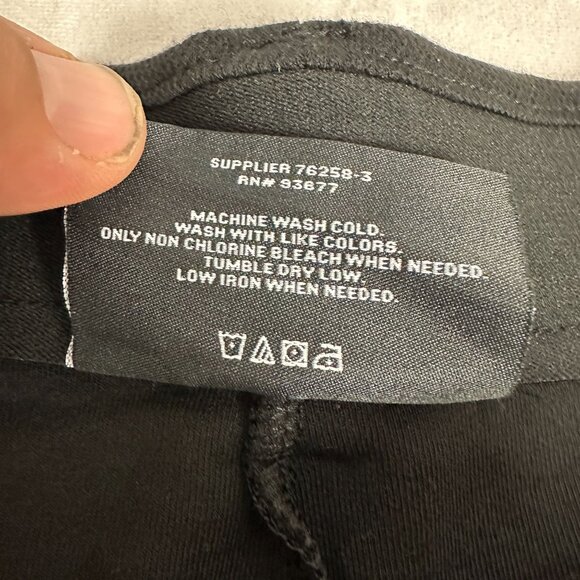 SUPPLIER 76258-3
RN# 93677
MACHINE WASH COLD.
WASH WITH LIKE COLORS.
ONLY NON CHLORINE BLEACH WHEN NEEDED.
TUMBLE DRY LOW.
LOW IRON WHEN NEEDED.